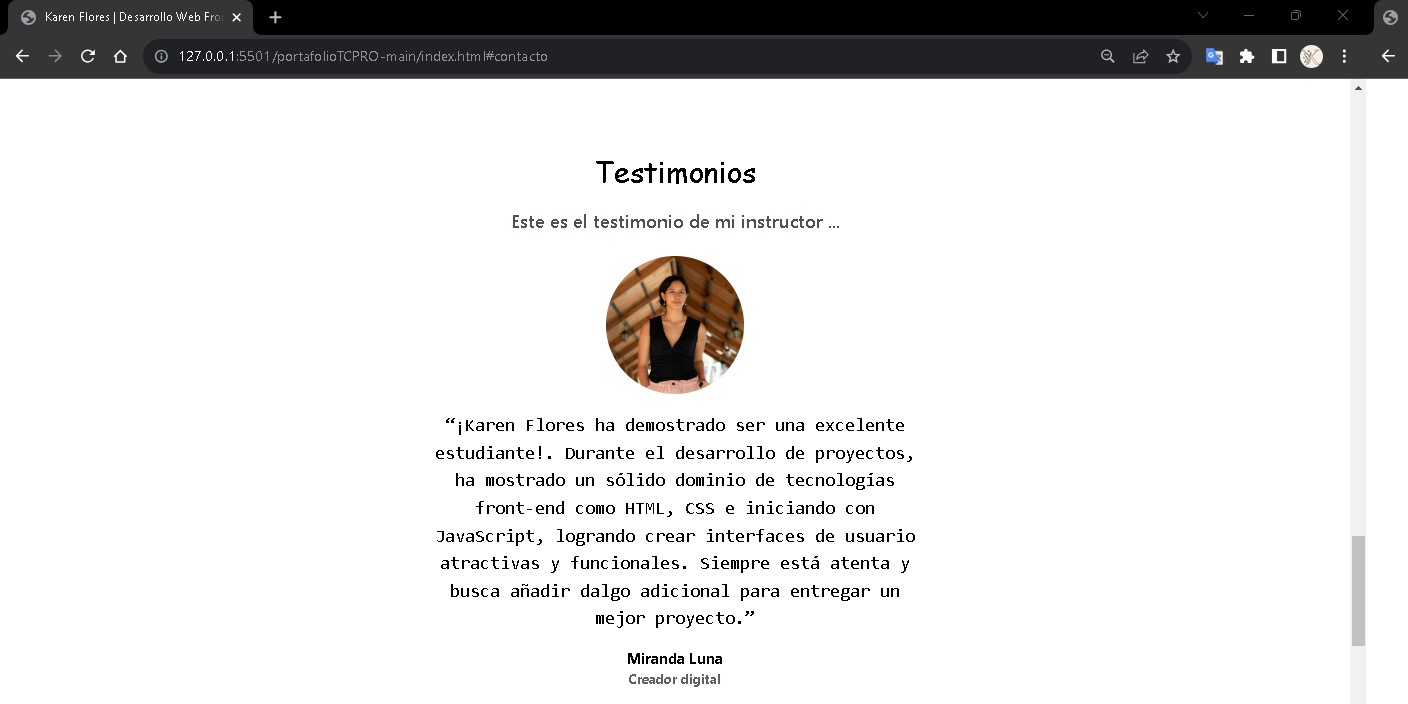 Karen Flores | Desarrollo Web Fro
127.0.0.1:5501/portafolioTCPRO-main/index.html#contacto
Testimonios
Este es el testimonio de mi instructor ...
“¡Karen Flores ha demostrado ser una excelente
estudiante!. Durante el desarrollo de proyectos,
ha mostrado un sólido dominio de tecnologías
front-end como HTML, CSS e iniciando con
JavaScript, logrando crear interfaces de usuario
atractivas y funcionales. Siempre está atenta y
busca añadir dalgo adicional para entregar un
mejor proyecto.”
Miranda Luna
Creador digital